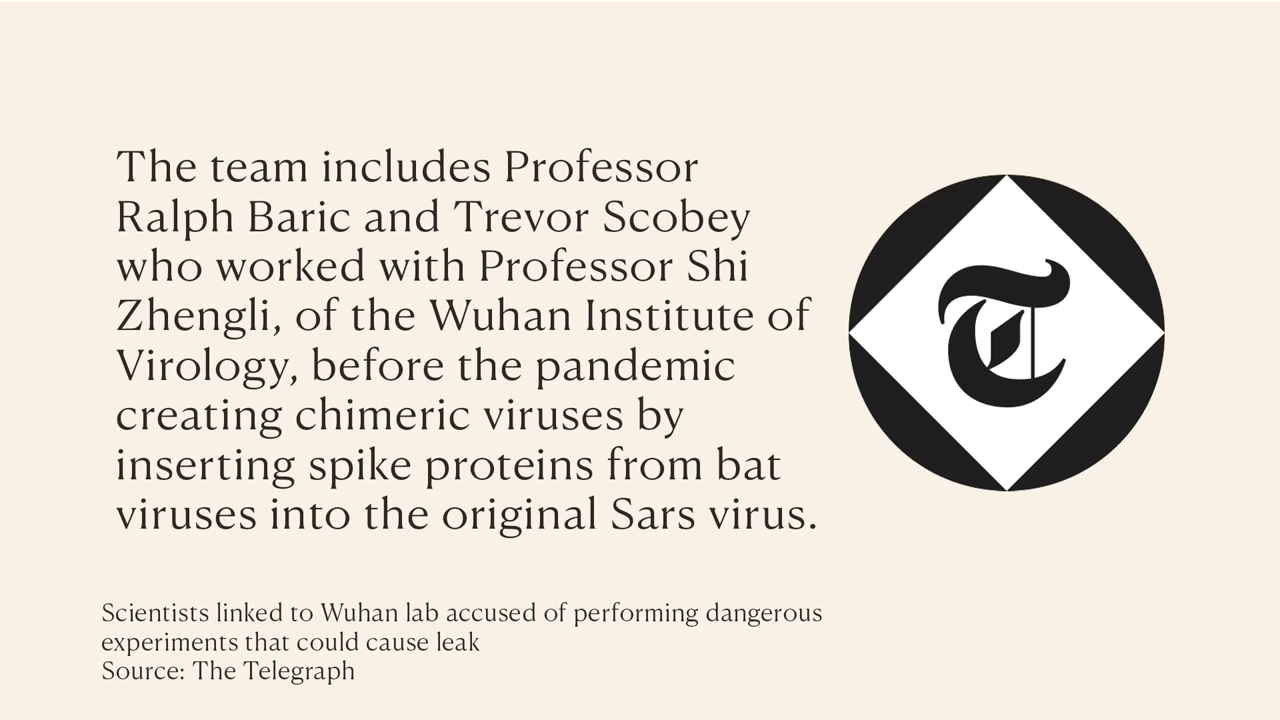 The team includes Professor
Ralph Baric and Trevor Scobey
who worked with Professor Shi
Zhengli, of the Wuhan Institute of
Virology, before the pandemic
creating chimeric viruses by
inserting spike proteins from bat
viruses into the original Sars virus.
T
Scientists linked to Wuhan lab accused of performing dangerous
experiments that could cause leak
Source: The Telegraph